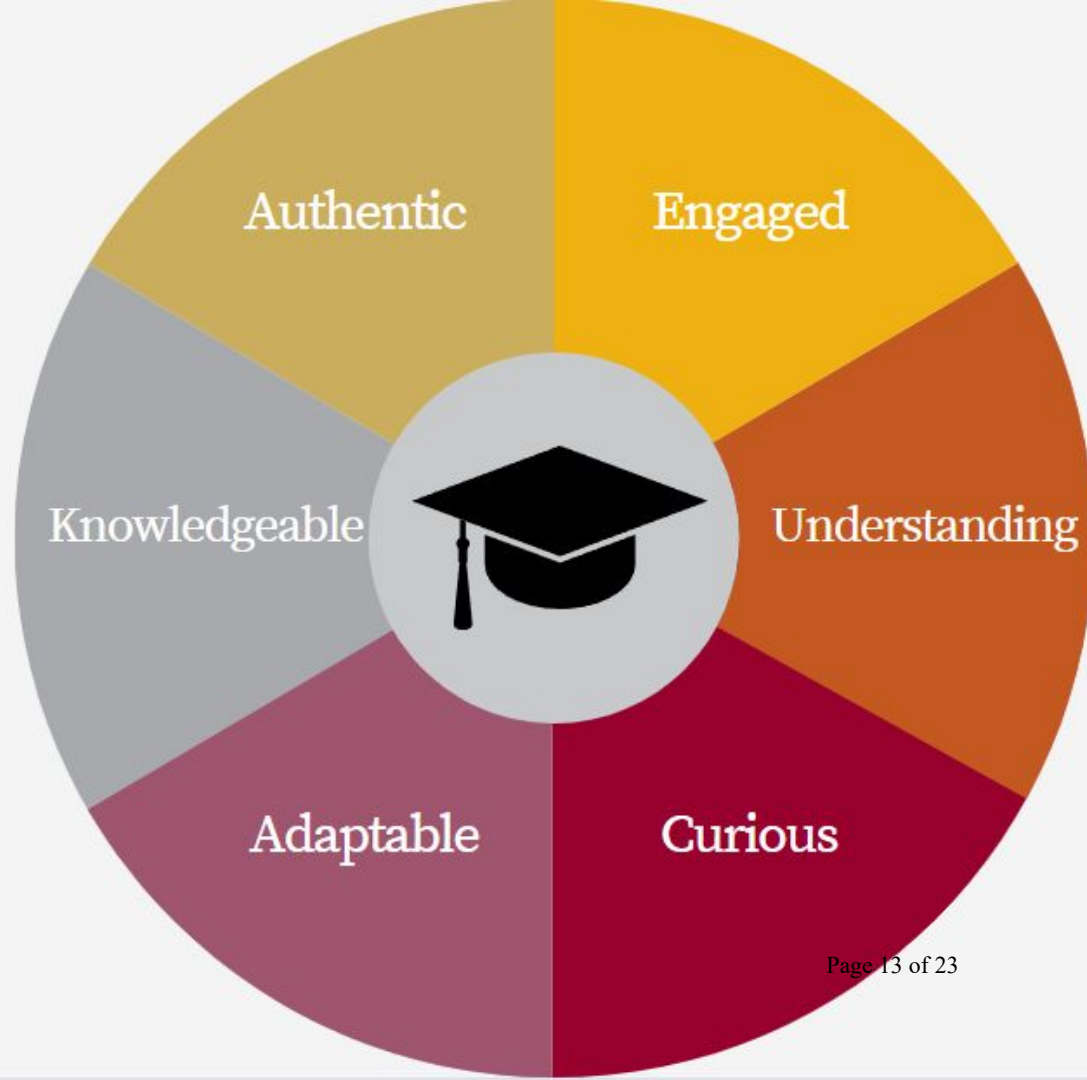 Authentic
Engaged
Knowledgeable
Understanding
Adaptable
Curious
Page 13 of 23